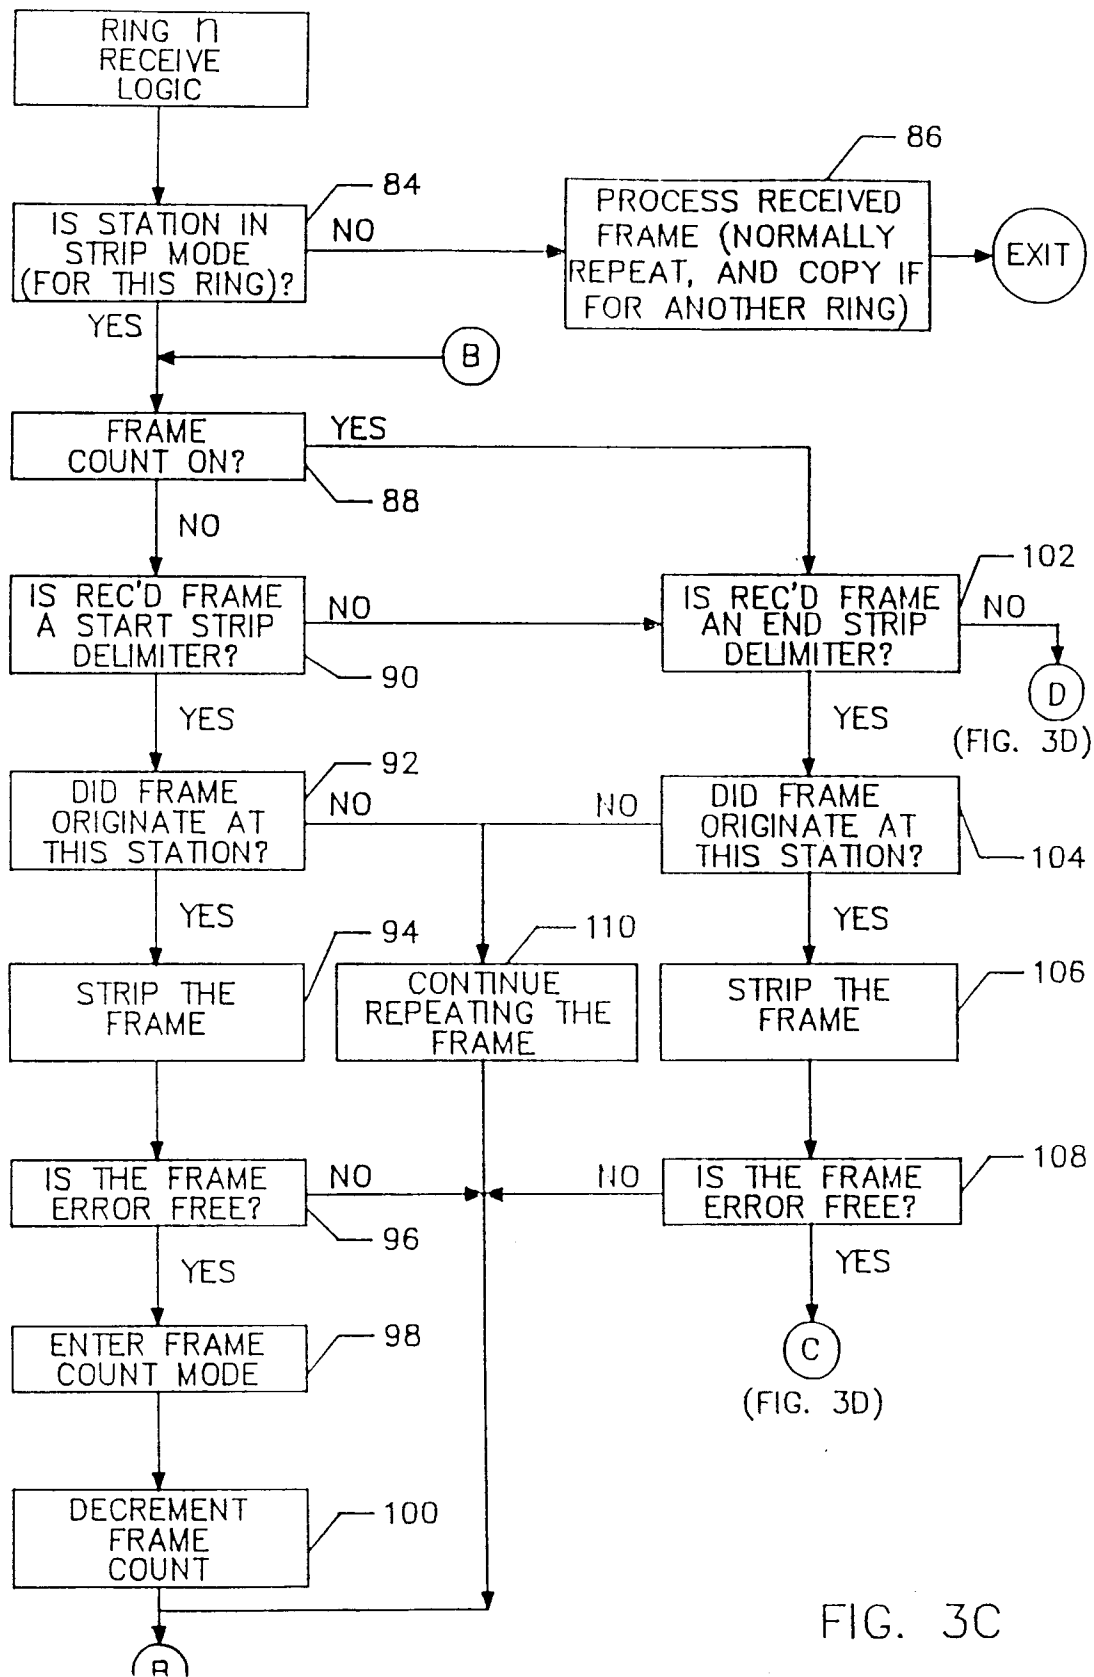 RING n
RECEIVE
LOGIC
86
84
IS STATION IN
STRIP MODE
(FOR THIS RING)?
NO
PROCESS RECEIVED
FRAME (NORMALLY
REPEAT, AND COPY IF
FOR ANOTHER RING)
EXIT
YES
B
FRAME
COUNT ON?
YES
88
NO
IS REC'D FRAME
A START STRIP
DELIMITER?
NO
90
IS REC'D FRAME
AN END STRIP
DELIMITER?
102
NO
D
(FIG. 3D)
YES
YES
92
DID FRAME
ORIGINATE AT
THIS STATION?
NO
NO
DID FRAME
ORIGINATE AT
THIS STATION?
104
YES
YES
94
110
STRIP THE
FRAME
CONTINUE
REPEATING THE
FRAME
STRIP THE
FRAME
106
IS THE FRAME
ERROR FREE?
NO
96
NO
IS THE FRAME
ERROR FREE?
108
YES
YES
ENTER FRAME
COUNT MODE
98
C
(FIG. 3D)
DECREMENT
FRAME
COUNT
100
B
FIG. 3C